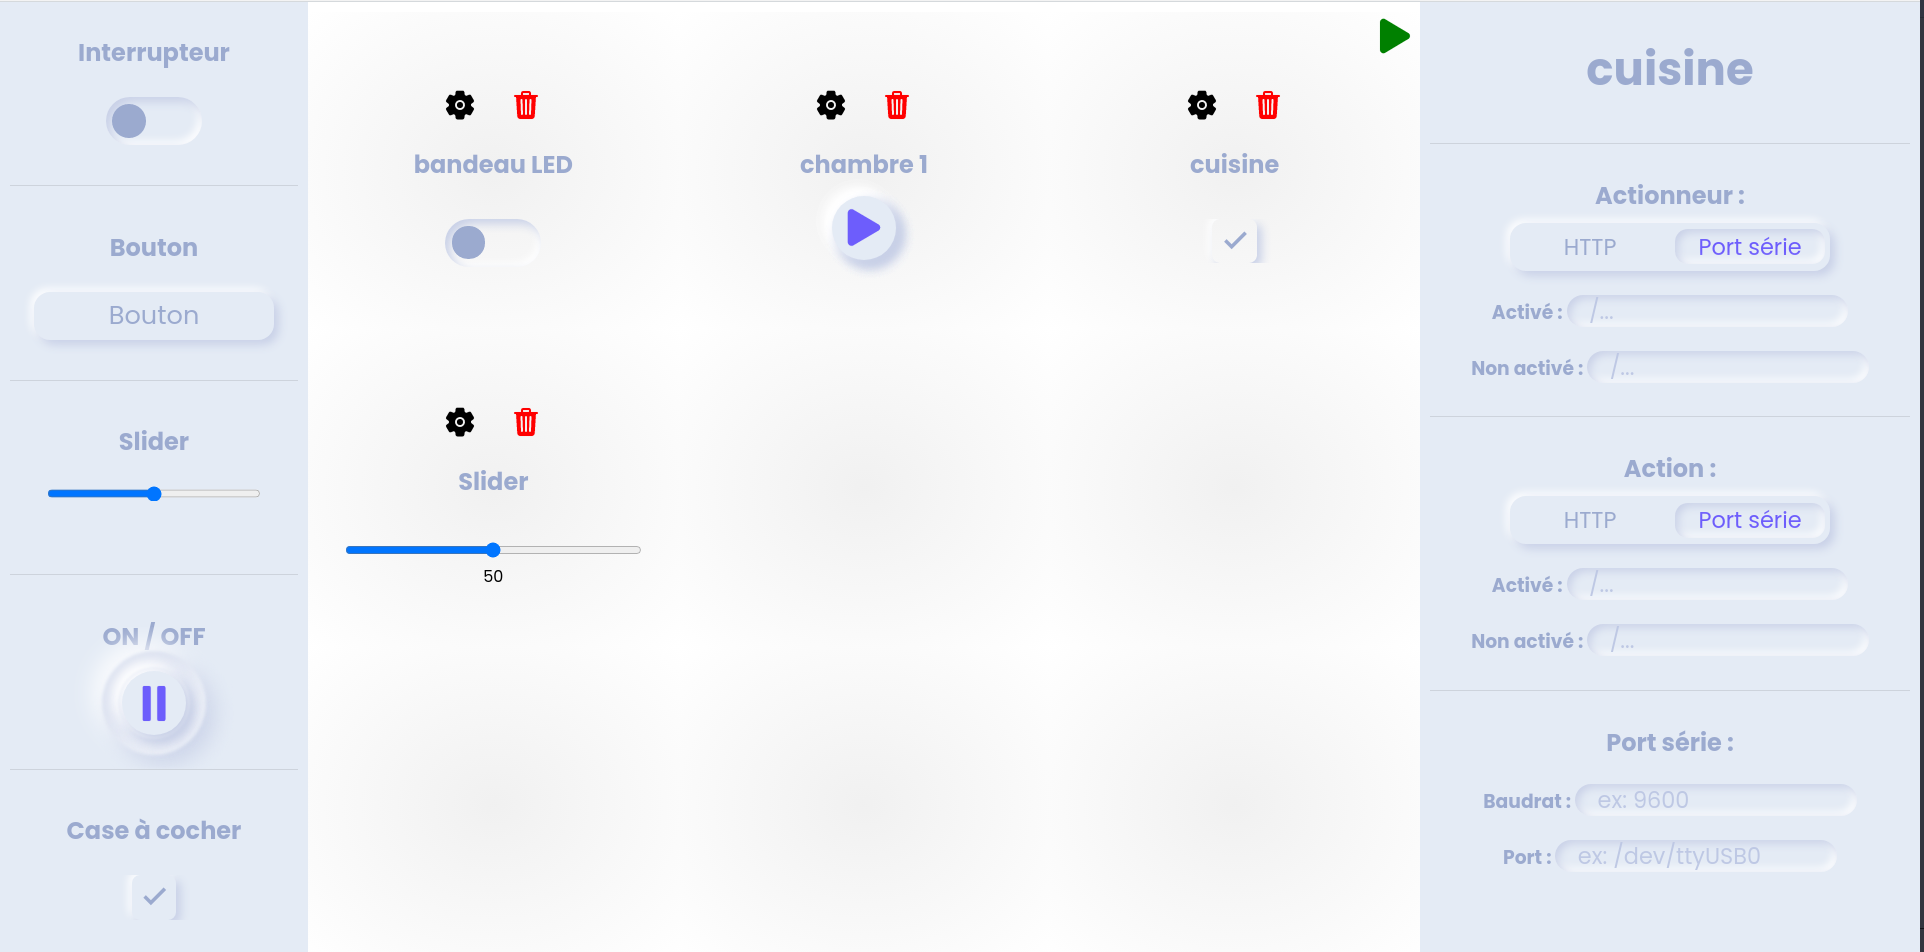 Interrupteur
Bouton
Bouton
Slider
ON / OFF
Case à cocher
bandeau LED
chambre 1
cuisine
Slider
50
cuisine
Actionneur :
HTTP Port série
Activé : /...
Non activé : /...
Action :
HTTP Port série
Activé : /...
Non activé : /...
Port série :
Baudrat : ex: 9600
Port : ex: /dev/ttyUSB0